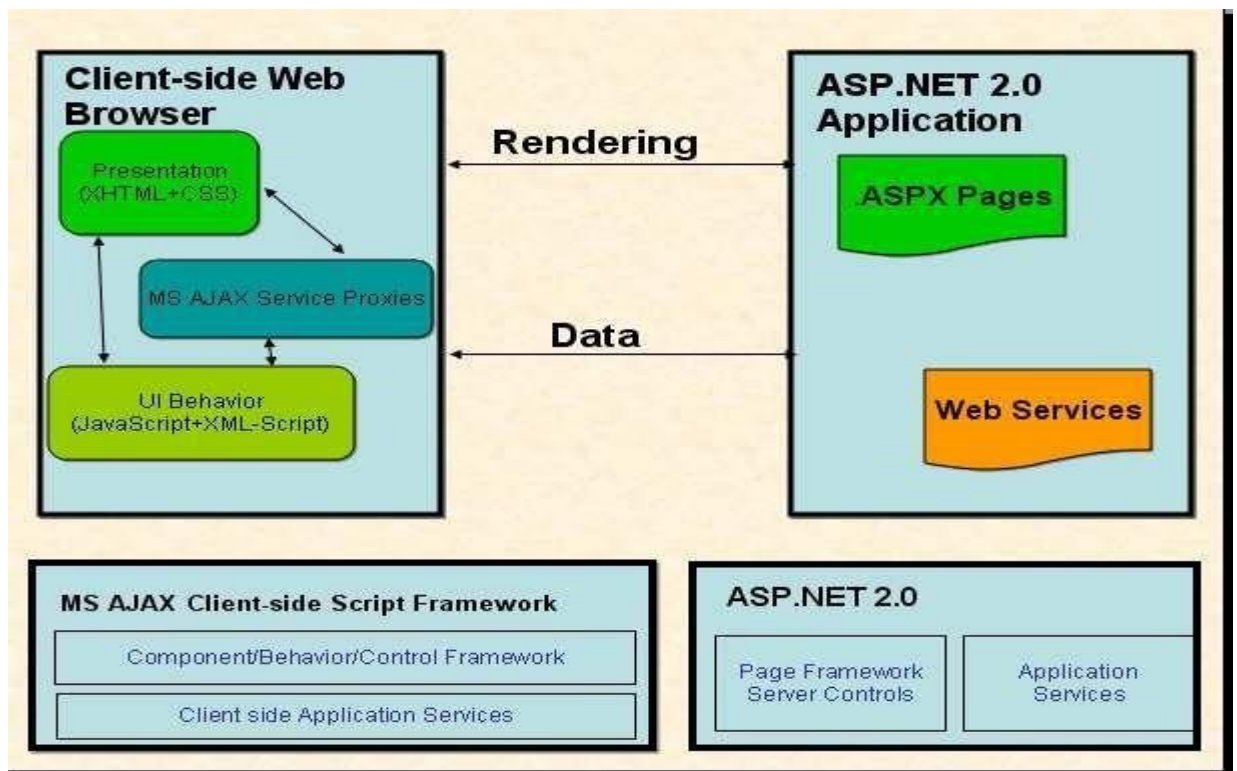 Client-side Web
Browser
Presentation
(XHTML+CSS)
MS AJAX Service Proxies
UI Behavior
(JavaScript+XML-Script)
Rendering
Data
ASP.NET 2.0
Application
.ASPX Pages
Web Services
MS AJAX Client-side Script Framework
Component/Behavior/Control Framework
Client side Application Services
ASP.NET 2.0
Page Framework
Server Controls
Application
Services